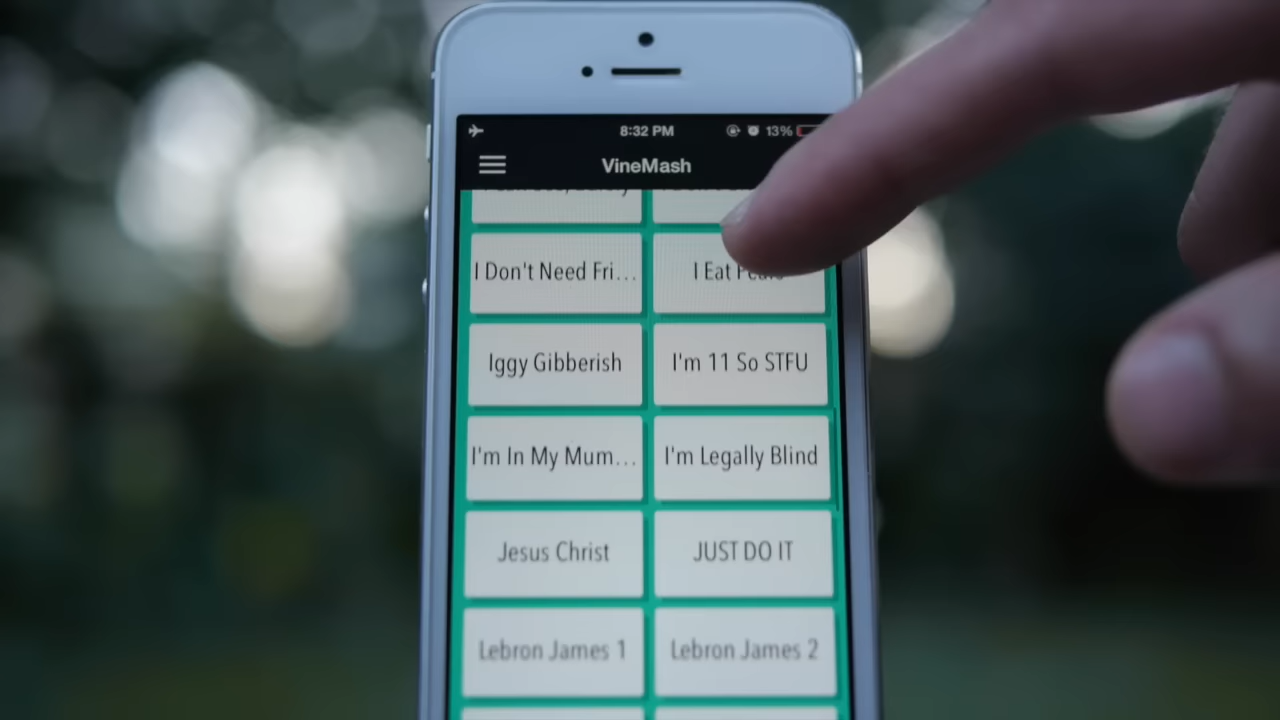 8:32 PM 13%
VineMash
I Don't Need Fri...
I Eat
Iggy Gibberish
I'm 11 So STFU
I'm In My Mum...
I'm Legally Blind
Jesus Christ
JUST DO IT
Lebron James 1
Lebron James 2